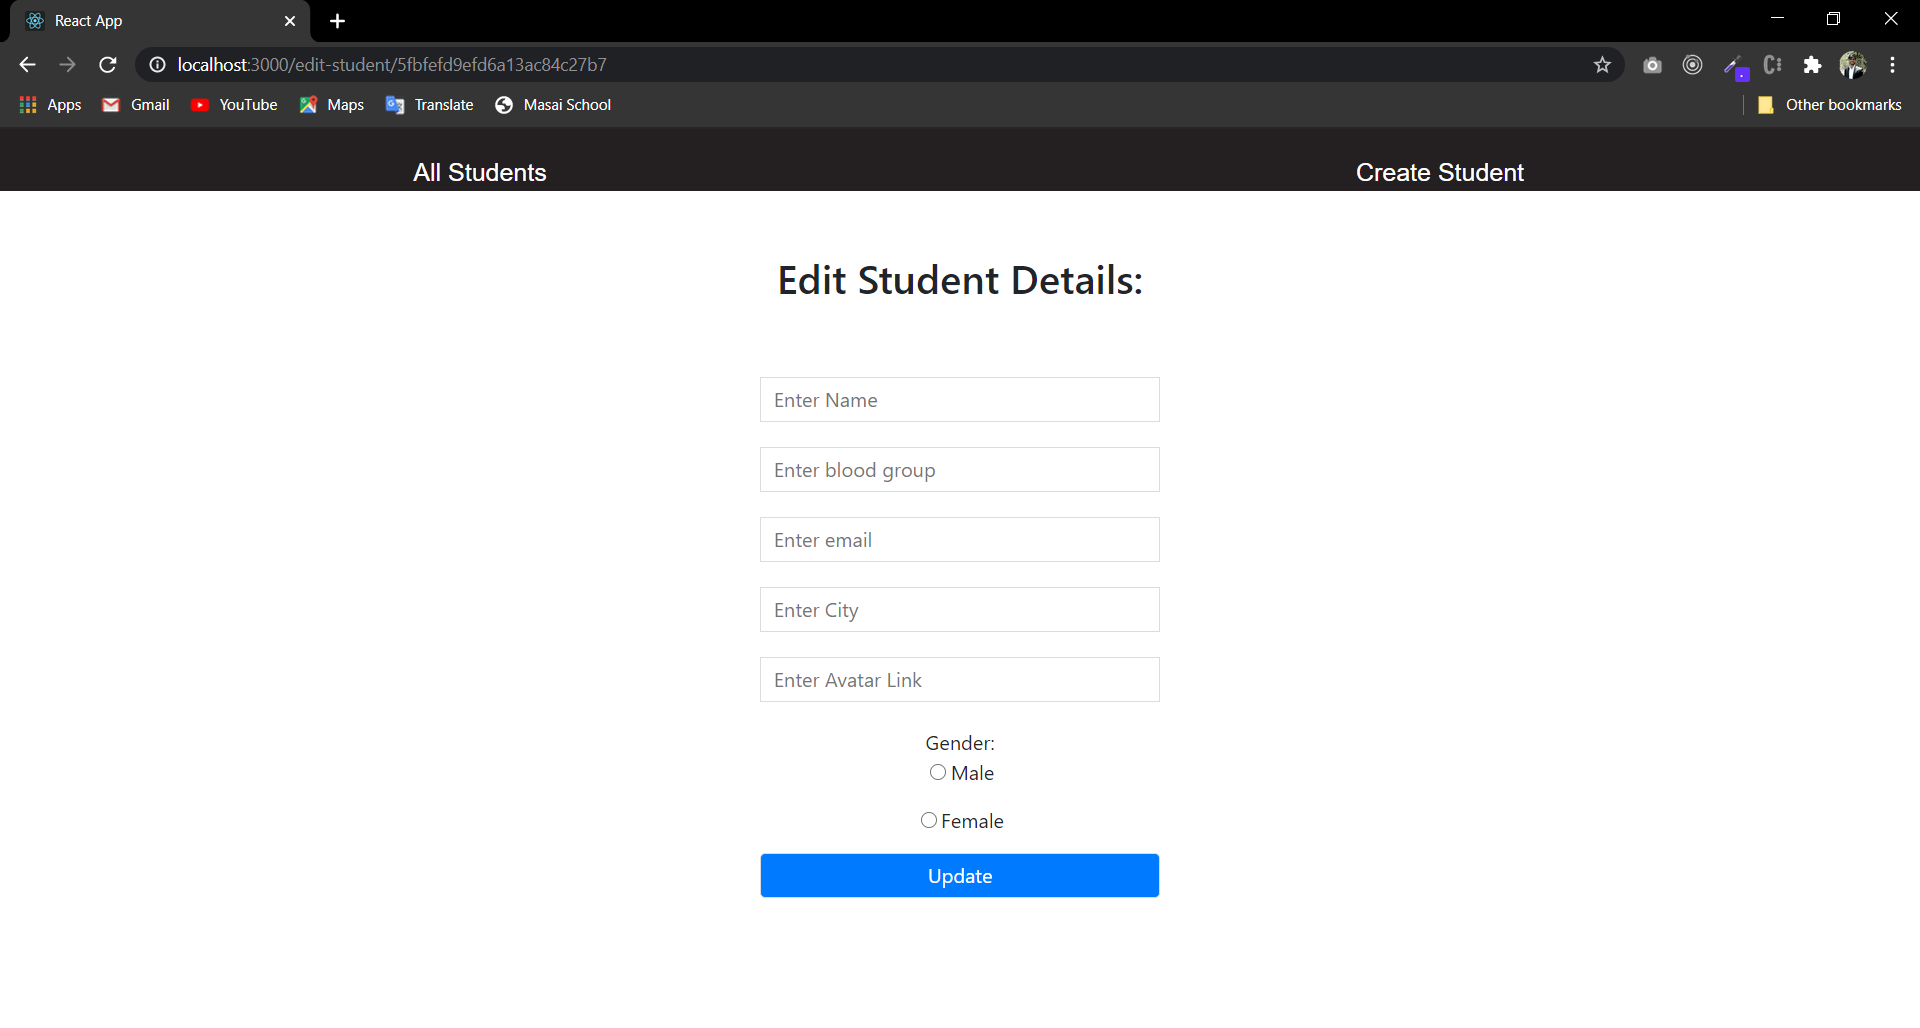 React App
localhost:3000/edit-student/5fbfefd9efd6a13ac84c27b7
Apps Gmail YouTube Maps Translate Masai School Other bookmarks
All Students Create Student
Edit Student Details:
Enter Name
Enter blood group
Enter email
Enter City
Enter Avatar Link
Gender:
Male
Female
Update